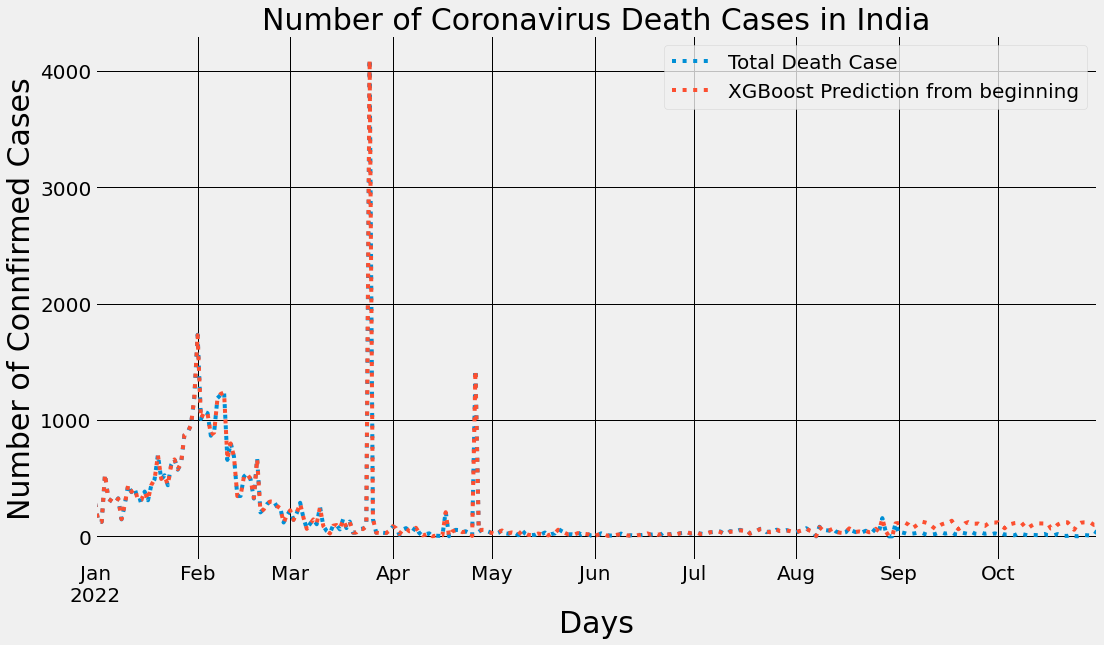 Number of Coronavirus Death Cases in India
Total Death Case
XGBoost Prediction from beginning
Number of Connfirmed Cases
4000
3000
2000
1000
0
Jan Feb Mar Apr May Jun Jul Aug Sep Oct
2022
Days